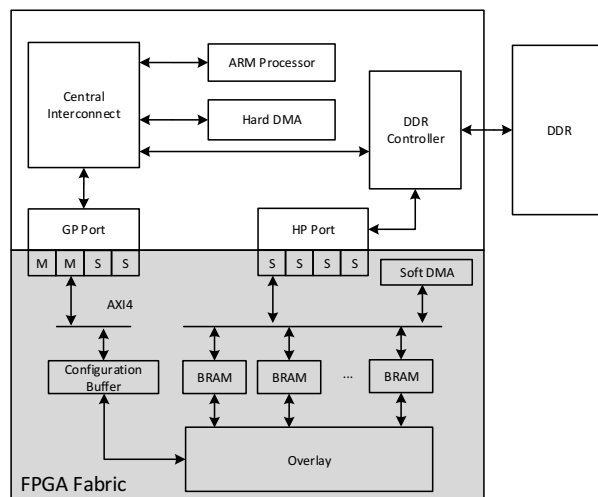 ARM Processor
Central
Interconnect
Hard DMA
DDR
Controller
DDR
GP Port
HP Port
M M S S
S S S S
Soft DMA
AXI4
Configuration
Buffer
BRAM BRAM ... BRAM
Overlay
FPGA Fabric